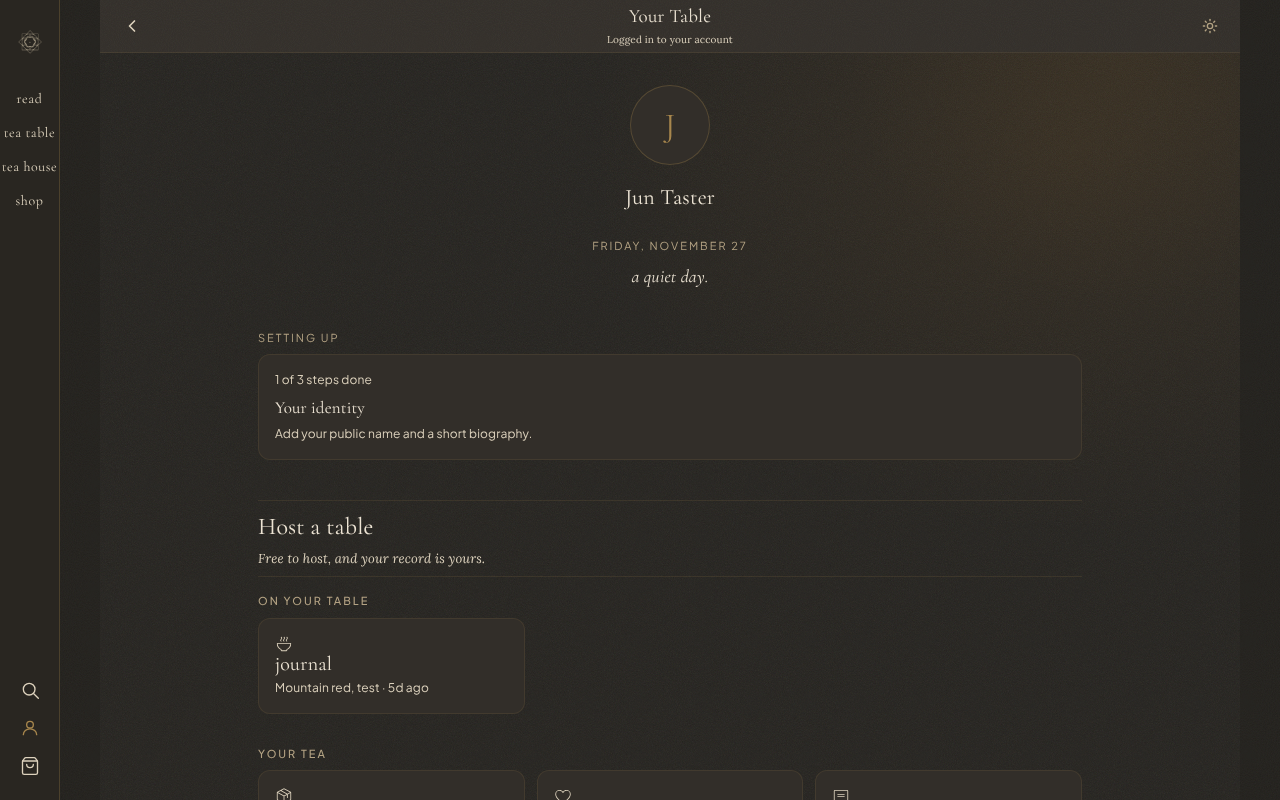 Your Table
Logged in to your account
read
tea table
tea house
shop
J
Jun Taster
FRIDAY, NOVEMBER 27
a quiet day.
SETTING UP
1 of 3 steps done
Your identity
Add your public name and a short biography.
Host a table
Free to host, and your record is yours.
ON YOUR TABLE
journal
Mountain red, test · 5d ago
YOUR TEA